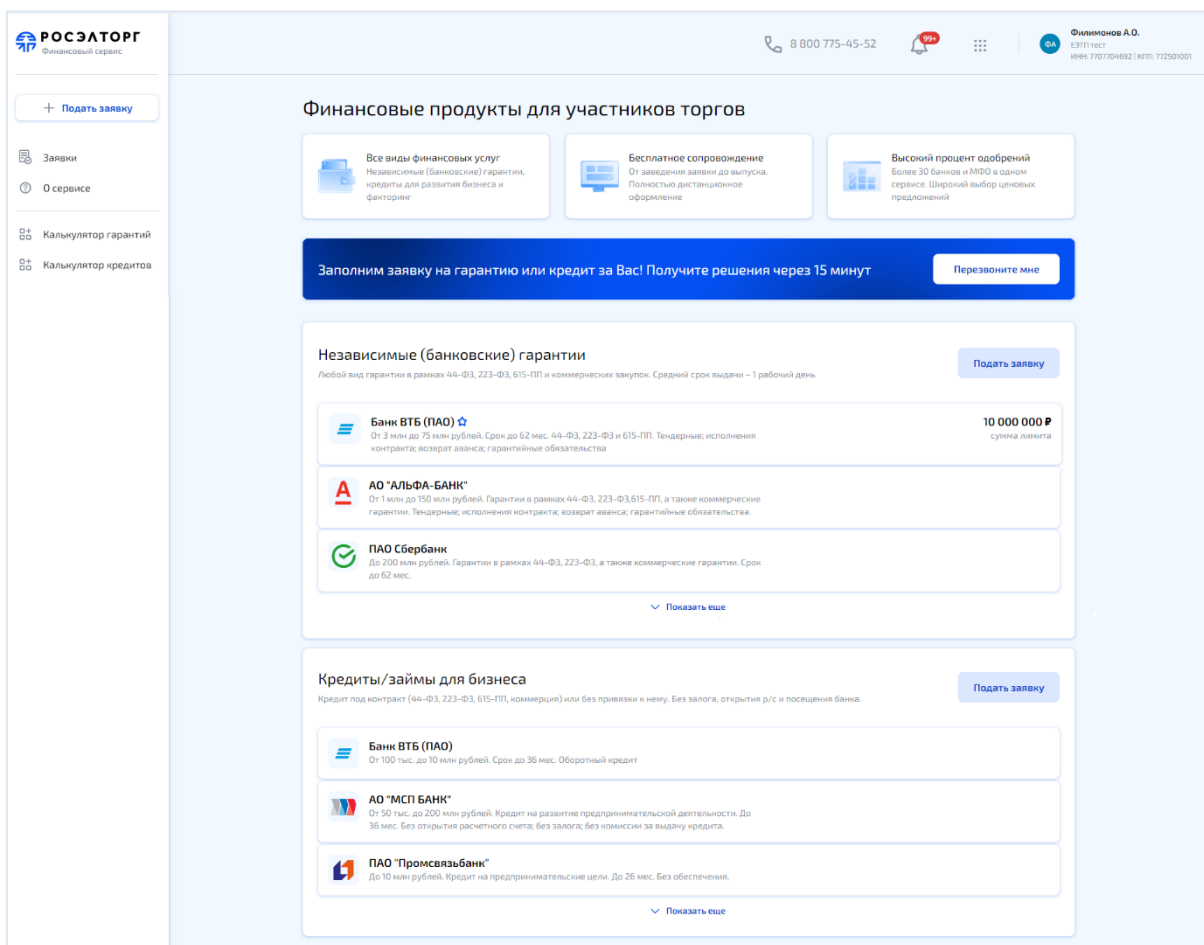 РОСЭЛТОРГ
Финансовый сервис
8 800 775-45-52
99+
ФА
Филимонов А.О.
ЕЭТП тест
ИНН: 7707704692 | КПП: 772501001
Подать заявку
Заявки
О сервисе
Калькулятор гарантий
Калькулятор кредитов
Финансовые продукты для участников торгов
Все виды финансовых услуг
Независимые (банковские) гарантии,
кредиты для развития бизнеса и
факторинг
Бесплатное сопровождение
От заведения заявки до выпуска.
Полностью дистанционное
оформление
Высокий процент одобрений
Более 30 банков и МФО в одном
сервисе. Широкий выбор ценовых
предложений
Заполним заявку на гарантию или кредит за Вас! Получите решения через 15 минут
Перезвоните мне
Независимые (банковские) гарантии
Любой вид гарантии в рамках 44-ФЗ, 223-ФЗ, 615-ПП и коммерческих закупок. Средний срок выдачи – 1 рабочий день
Подать заявку
Банк ВТБ (ПАО)
От 3 млн до 75 млн рублей. Срок до 62 мес. 44-ФЗ, 223-ФЗ и 615-ПП. Тендерные; исполнения
контракта; возврат аванса; гарантийные обязательства
10 000 000 ₽
сумма лимита
АО "АЛЬФА-БАНК"
От 1 млн до 150 млн рублей. Гарантии в рамках 44-ФЗ, 223-ФЗ,615-ПП, а также коммерческие
гарантии. Тендерные; исполнения контракта; возврат аванса; гарантийные обязательства.
ПАО Сбербанк
До 200 млн рублей. Гарантии в рамках 44-ФЗ, 223-ФЗ, а также коммерческие гарантии. Срок
до 62 мес.
Показать еще
Кредиты/займы для бизнеса
Кредит под контракт (44-ФЗ, 223-ФЗ, 615-ПП, коммерция) или без привязки к нему. Без залога, открытия р/с и посещения банка.
Подать заявку
Банк ВТБ (ПАО)
От 100 тыс. до 10 млн рублей. Срок до 36 мес. Оборотный кредит
АО "МСП БАНК"
От 50 тыс. до 200 млн рублей. Кредит на развитие предпринимательской деятельности. До
36 мес. Без открытия расчетного счета; без залога; без комиссии за выдачу кредита.
ПАО "Промсвязьбанк"
До 10 млн рублей. Кредит на предпринимательские цели. До 26 мес. Без обеспечения.
Показать еще